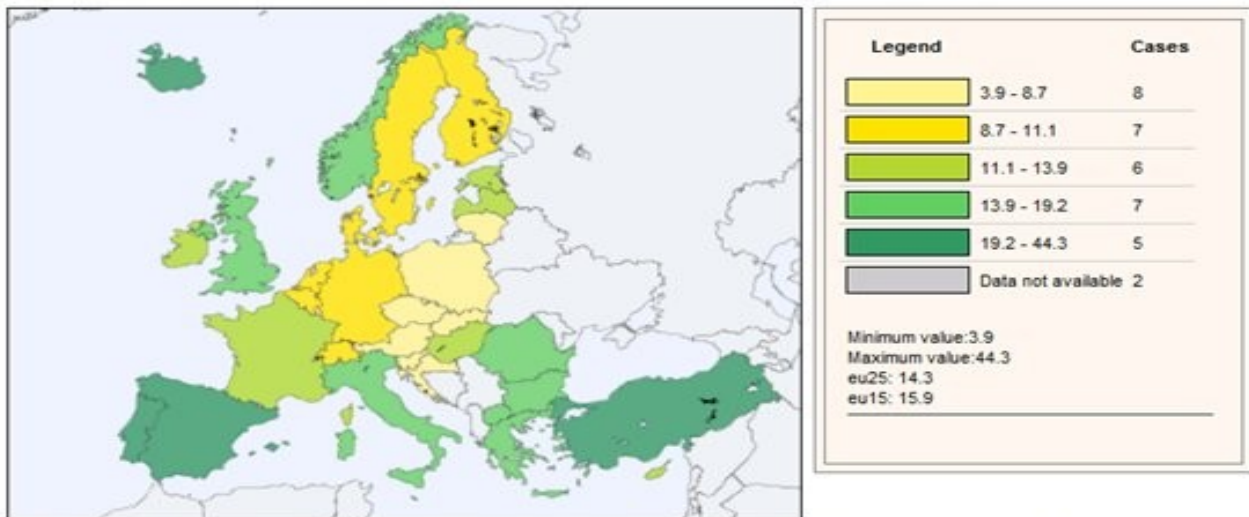 Legend Cases
3.9 - 8.7 8
8.7 - 11.1 7
11.1 - 13.9 6
13.9 - 19.2 7
19.2 - 44.3 5
Data not available 2
Minimum value:3.9
Maximum value:44.3
eu25: 14.3
eu15: 15.9